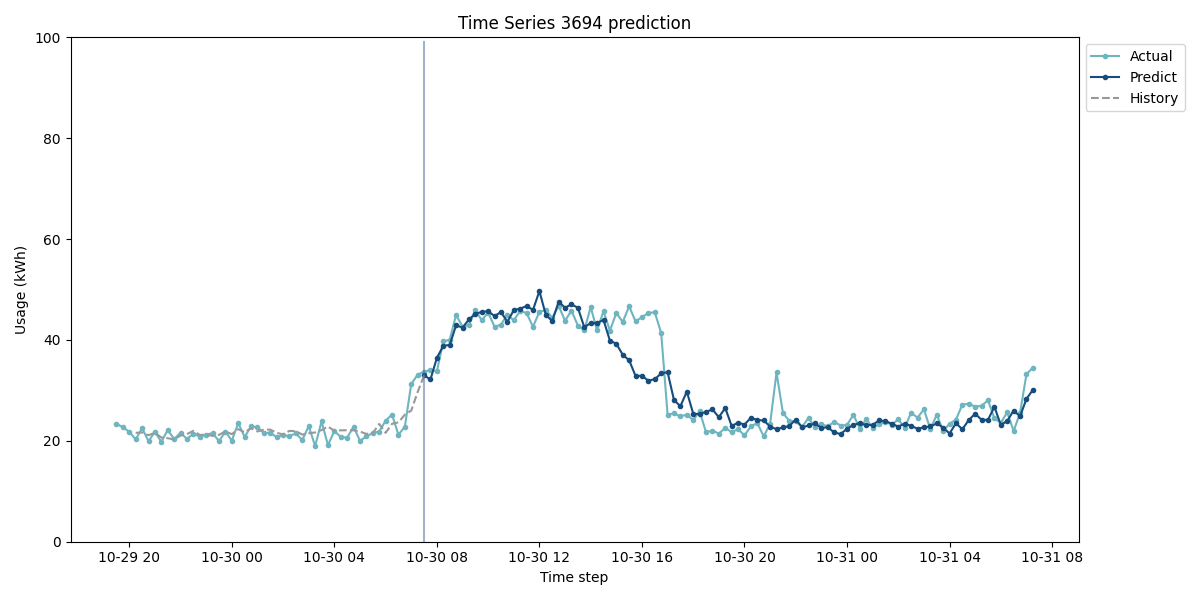 Time Series 3694 prediction
Usage (kWh)
100
80
60
40
20
0
10-29 20
10-30 00
10-30 04
10-30 08
10-30 12
10-30 16
10-30 20
10-31 00
10-31 04
10-31 08
Time step
Actual
Predict
History